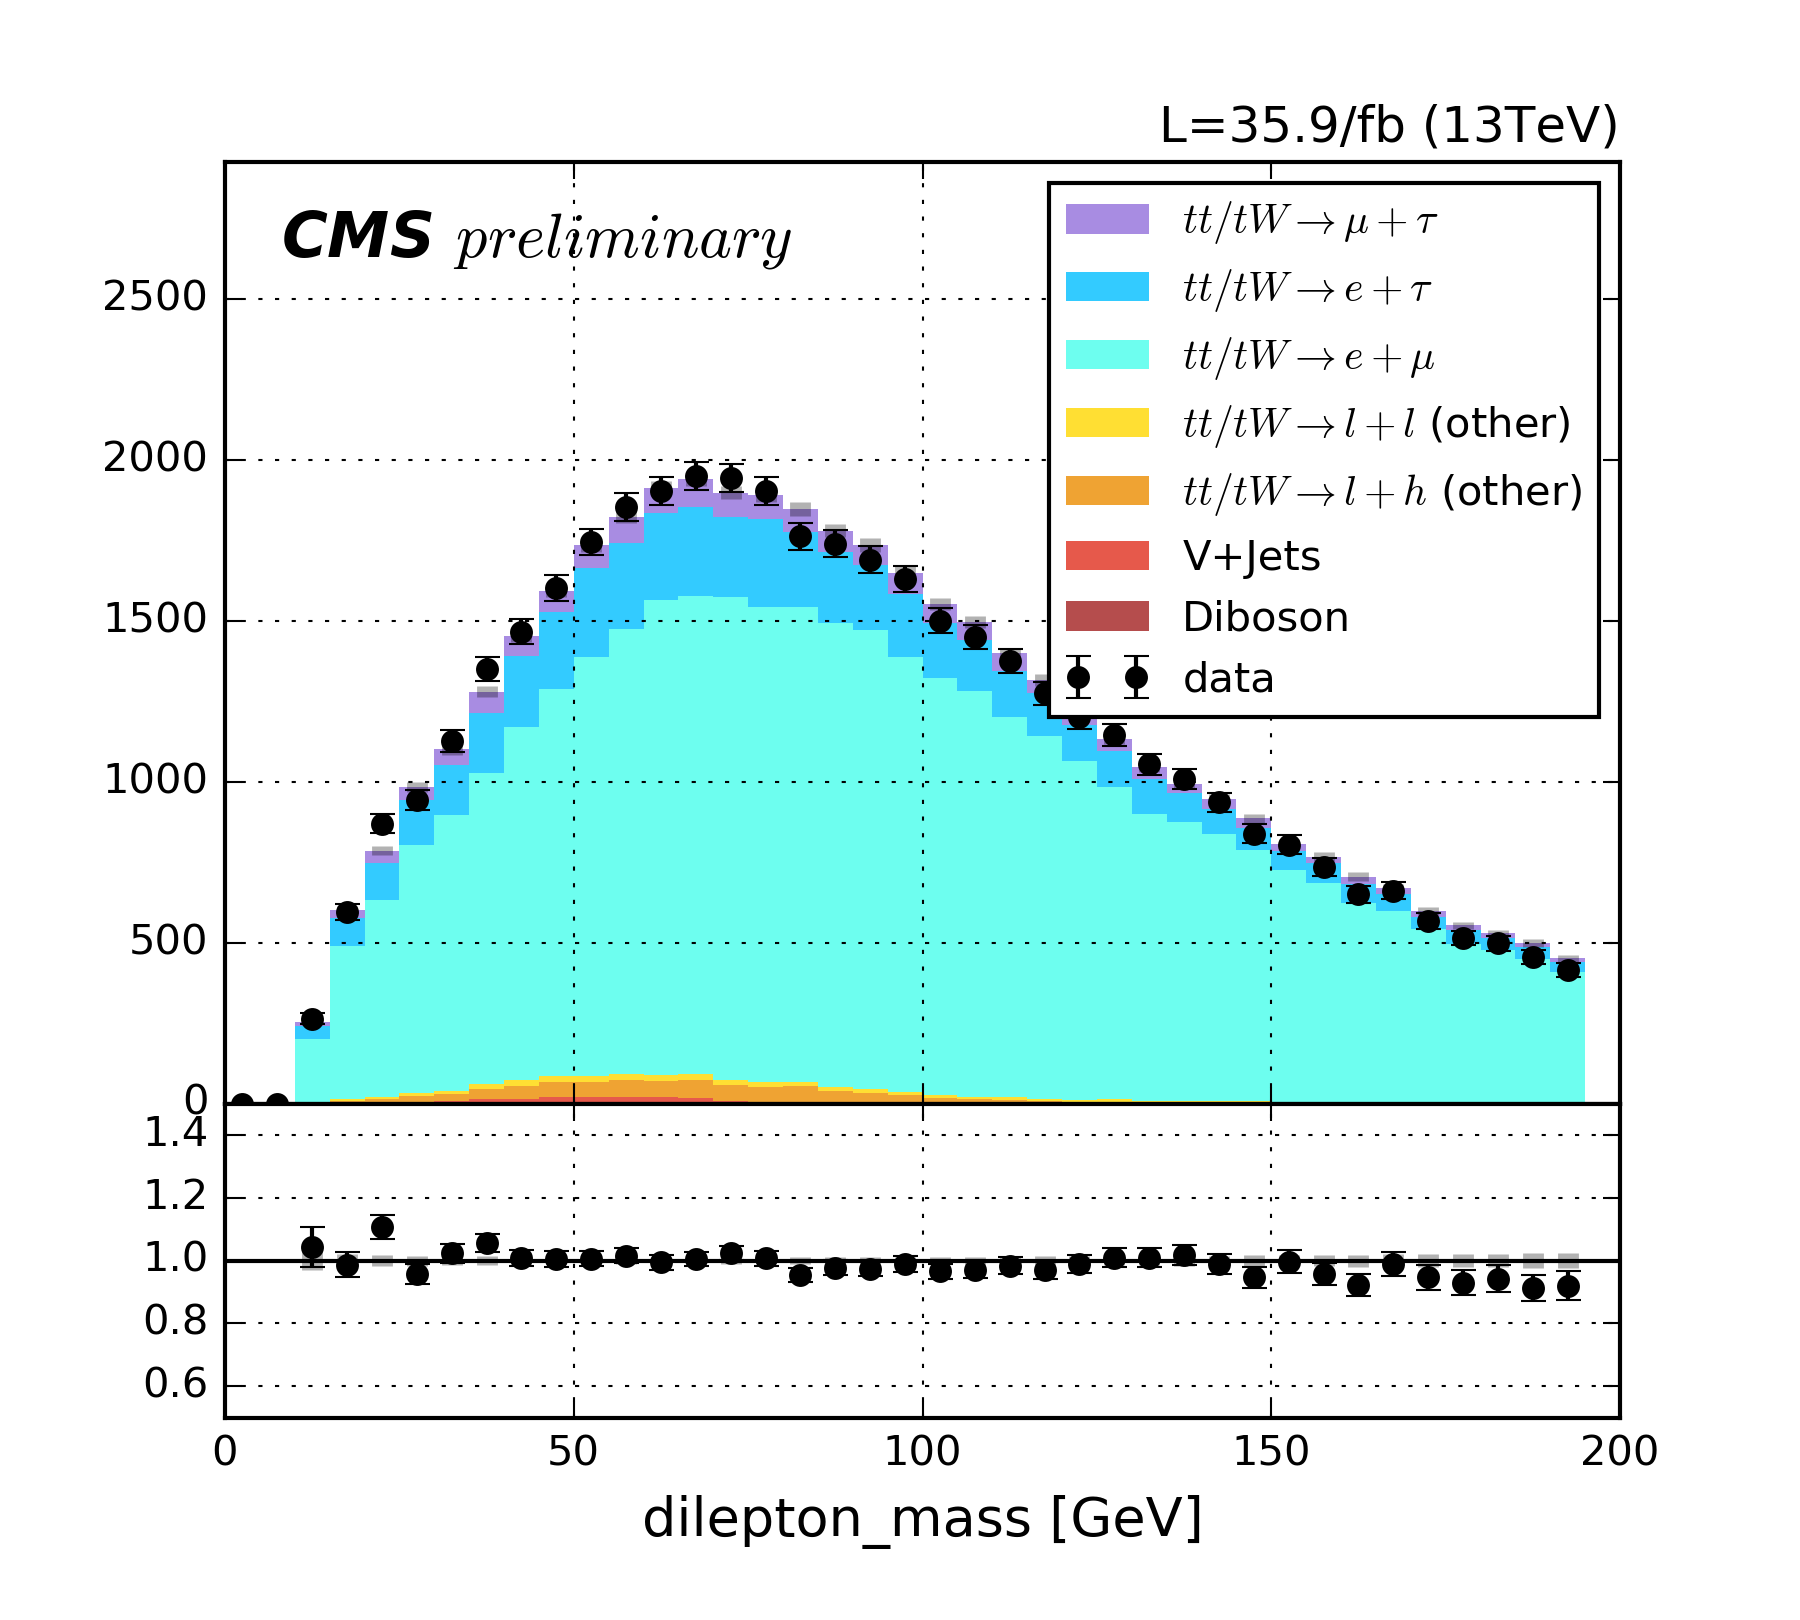 L=35.9/fb (13TeV)
CMS preliminary
tt/tW → μ + τ
tt/tW → e + τ
tt/tW → e + μ
tt/tW → l + l (other)
tt/tW → l + h (other)
V+Jets
Diboson
data
2500
2000
1500
1000
500
0
1.4
1.2
1.0
0.8
0.6
0 50 100 150 200
dilepton_mass [GeV]